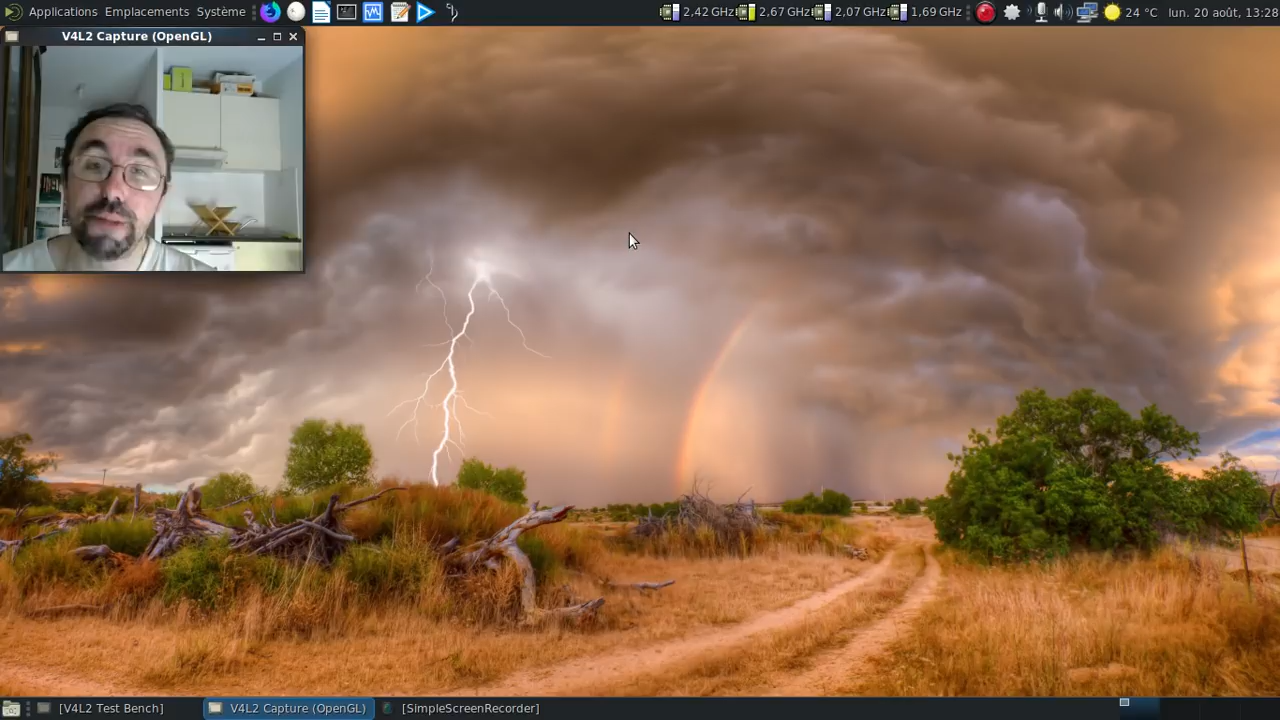 Applications Emplacements Système 2,42 GHz 2,67 GHz 2,07 GHz 1,69 GHz 24 °C lun. 20 août, 13:28
V4L2 Capture (OpenGL)
[V4L2 Test Bench] V4L2 Capture (OpenGL) [SimpleScreenRecorder]